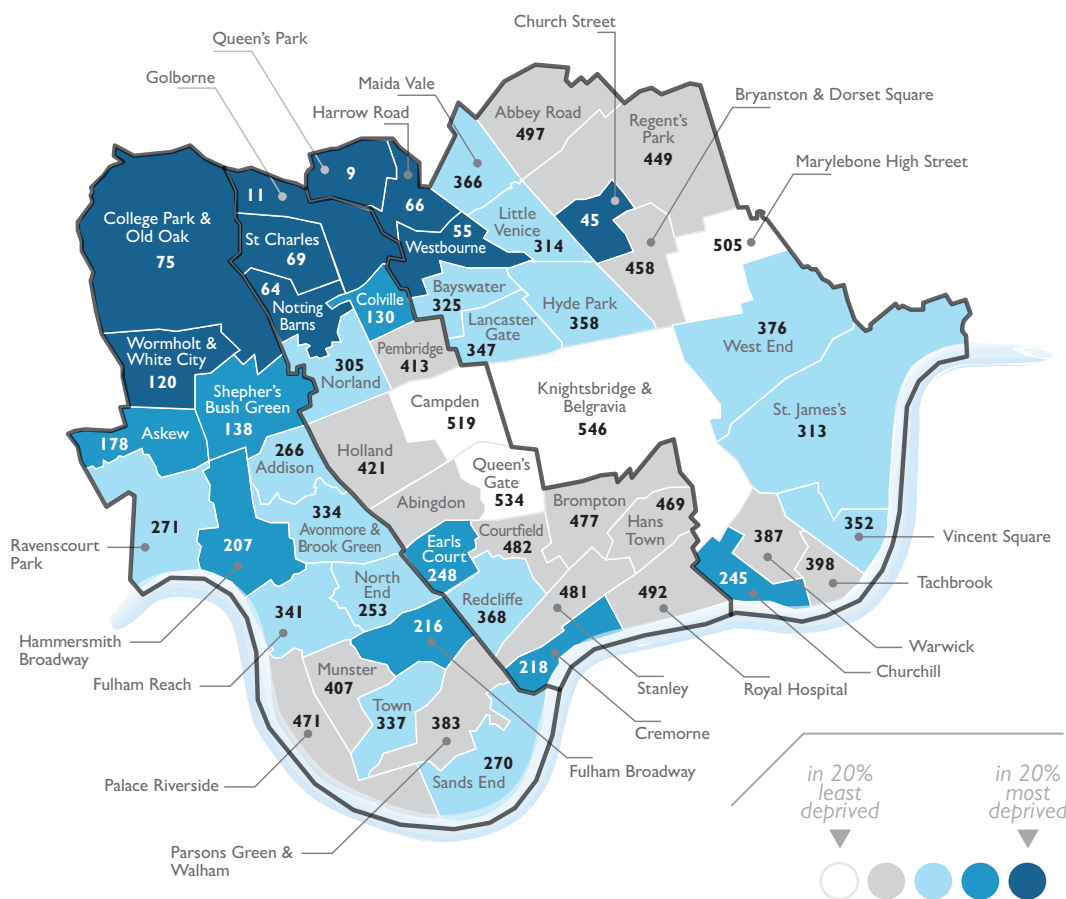 Church Street
Queen's Park
Golborne
Maida Vale
Harrow Road
Bryanston & Dorset Square
Marylebone High Street
Abbey Road
497
Regent's
Park
449
9
366
11
66
45
College Park &
Old Oak
75
St Charles
69
55
Westbourne
Little
Venice
314
505
458
64
Notting
Barns
Colville
130
Bayswater
325
Hyde Park
358
Lancaster
Gate
347
376
West End
Wormholt &
White City
120
305
Norland
Pembridge
413
Shepher's
Bush Green
138
Campden
519
Knightsbridge &
Belgravia
546
St. James's
313
178
Askew
266
Addison
Holland
421
Queen's
Gate
534
Abingdon
Brompton
477
469
Hans
Town
271
334
Avonmore &
Brook Green
Courtfield
482
Earls
Court
248
352
387
398
245
Ravenscourt
Park
207
Vincent Square
Tachbrook
North
End
253
Redcliffe
368
481
492
341
216
218
Hammersmith
Broadway
Warwick
Churchill
Fulham Reach
Munster
407
Stanley
Royal Hospital
471
Town
337
383
Cremorne
270
Sands End
Palace Riverside
Fulham Broadway
Parsons Green &
Walham
in 20%
least
deprived
in 20%
most
deprived